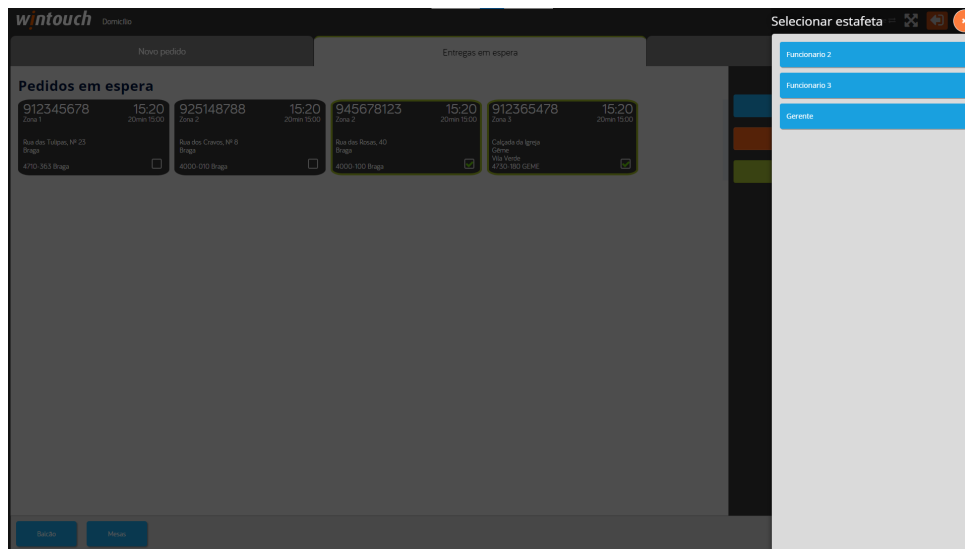 wintouch Domicílio
Selecionar estafeta
Novo pedido
Entregas em espera
Funcionario 2
Funcionario 3
Gerente
Pedidos em espera
912345678 15:20
Zona 1 20min 15:00
Rua das Tulipas, Nº 23
Braga
4710-363 Braga
925148788 15:20
Zona 2 20min 15:00
Rua dos Cravos, Nº 8
Braga
4000-010 Braga
945678123 15:20
Zona 2 20min 15:00
Rua das Rosas, 40
Braga
4000-100 Braga
912365478 15:20
Zona 3 20min 15:00
Calçada da Igreja
Gême
Vila Verde
4730-180 GEME
Balcão
Mesas